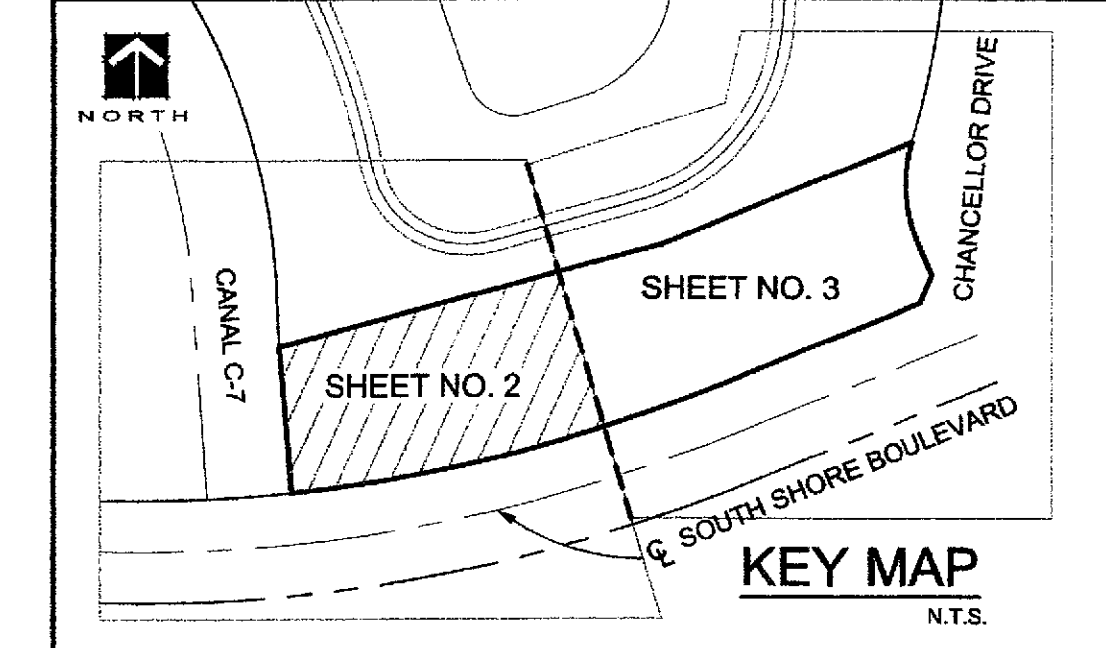 NORTH
CHANCELLOR DRIVE
CANAL C-7
SHEET NO. 3
SHEET NO. 2
℄ SOUTH SHORE BOULEVARD
KEY MAP
N.T.S.